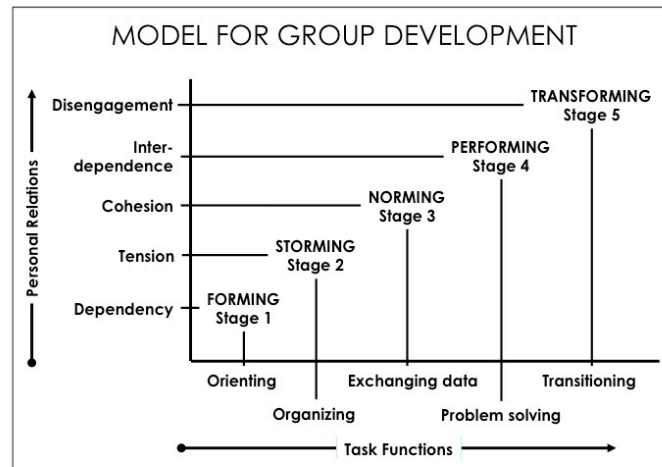 MODEL FOR GROUP DEVELOPMENT
Disengagement
TRANSFORMING
Stage 5
Inter-
dependence
PERFORMING
Stage 4
Cohesion
NORMING
Stage 3
Tension
STORMING
Stage 2
Dependency
FORMING
Stage 1
Personal Relations
Orienting
Exchanging data
Transitioning
Organizing
Problem solving
Task Functions